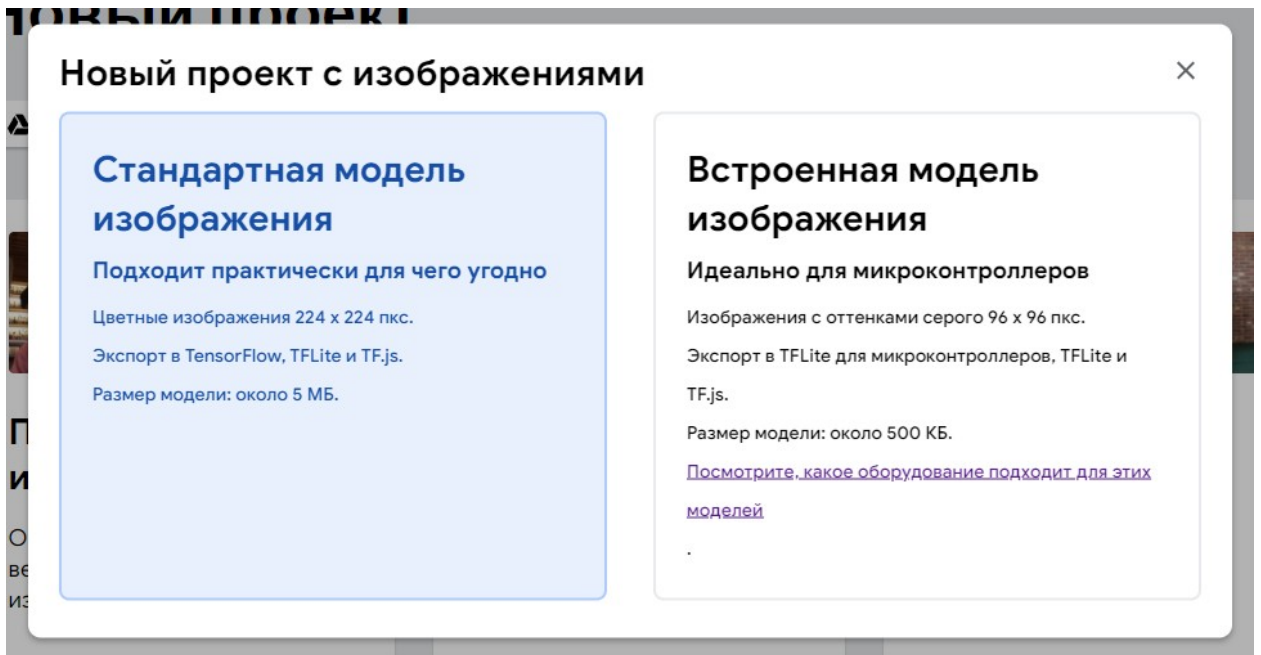 Новый проект
Новый проект с изображениями
Стандартная модель
изображения
Подходит практически для чего угодно
Цветные изображения 224 x 224 пкс.
Экспорт в TensorFlow, TFLite и TF.js.
Размер модели: около 5 МБ.
Встроенная модель
изображения
Идеально для микроконтроллеров
Изображения с оттенками серого 96 x 96 пкс.
Экспорт в TFLite для микроконтроллеров, TFLite и
TF.js.
Размер модели: около 500 КБ.
Посмотрите, какое оборудование подходит для этих
моделей
.